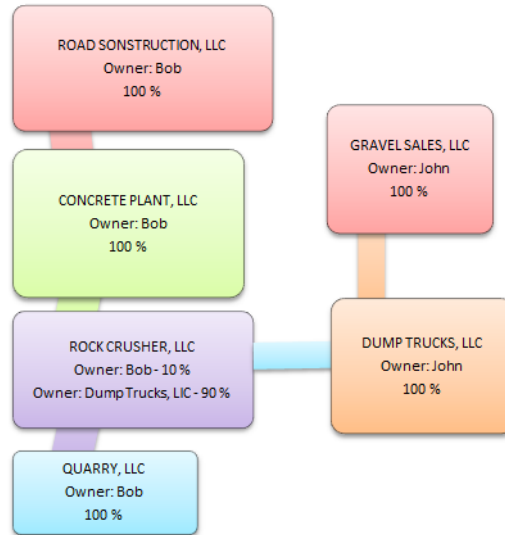 ROAD SONSTRUCTION, LLC
Owner: Bob
100 %
CONCRETE PLANT, LLC
Owner: Bob
100 %
ROCK CRUSHER, LLC
Owner: Bob - 10 %
Owner: Dump Trucks, LIC - 90 %
QUARRY, LLC
Owner: Bob
100 %
GRAVEL SALES, LLC
Owner: John
100 %
DUMP TRUCKS, LLC
Owner: John
100 %